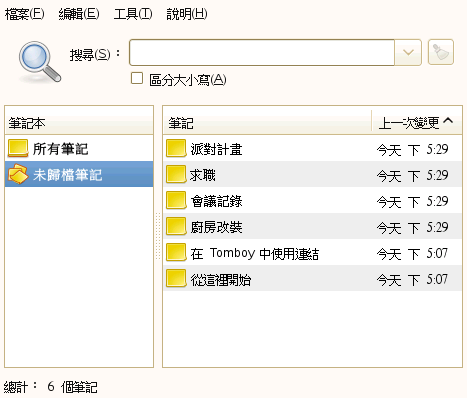 檔案(F) 編輯(E) 工具(T) 說明(H)
搜尋(S)：
區分大小寫(A)
筆記本
所有筆記
未歸檔筆記
筆記 上一次變更
派對計畫 今天 下 5:29
求職 今天 下 5:29
會議記錄 今天 下 5:29
廚房改裝 今天 下 5:29
在 Tomboy 中使用連結 今天 下 5:07
從這裡開始 今天 下 5:07
總計： 6 個筆記